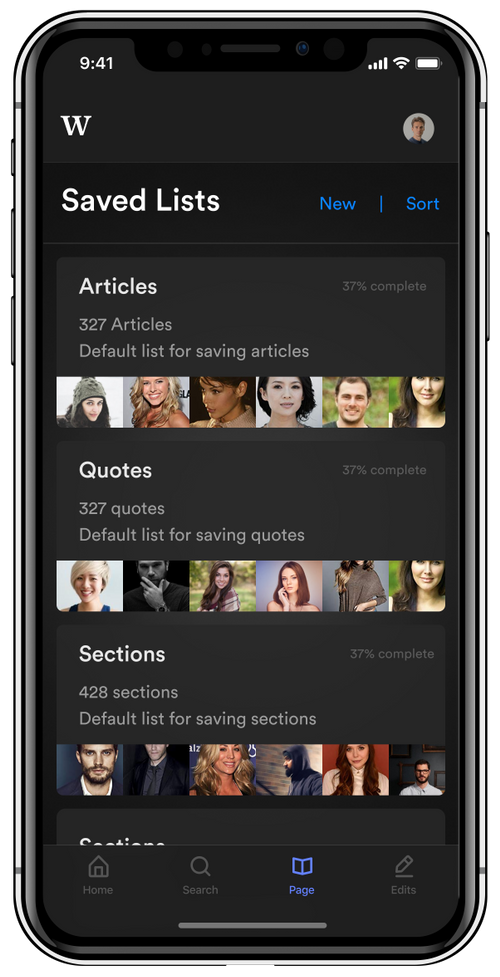 9:41
W
Saved Lists
New | Sort
Articles
37% complete
327 Articles
Default list for saving articles
Quotes
37% complete
327 quotes
Default list for saving quotes
Sections
37% complete
428 sections
Default list for saving sections
Sections
Home
Search
Page
Edits